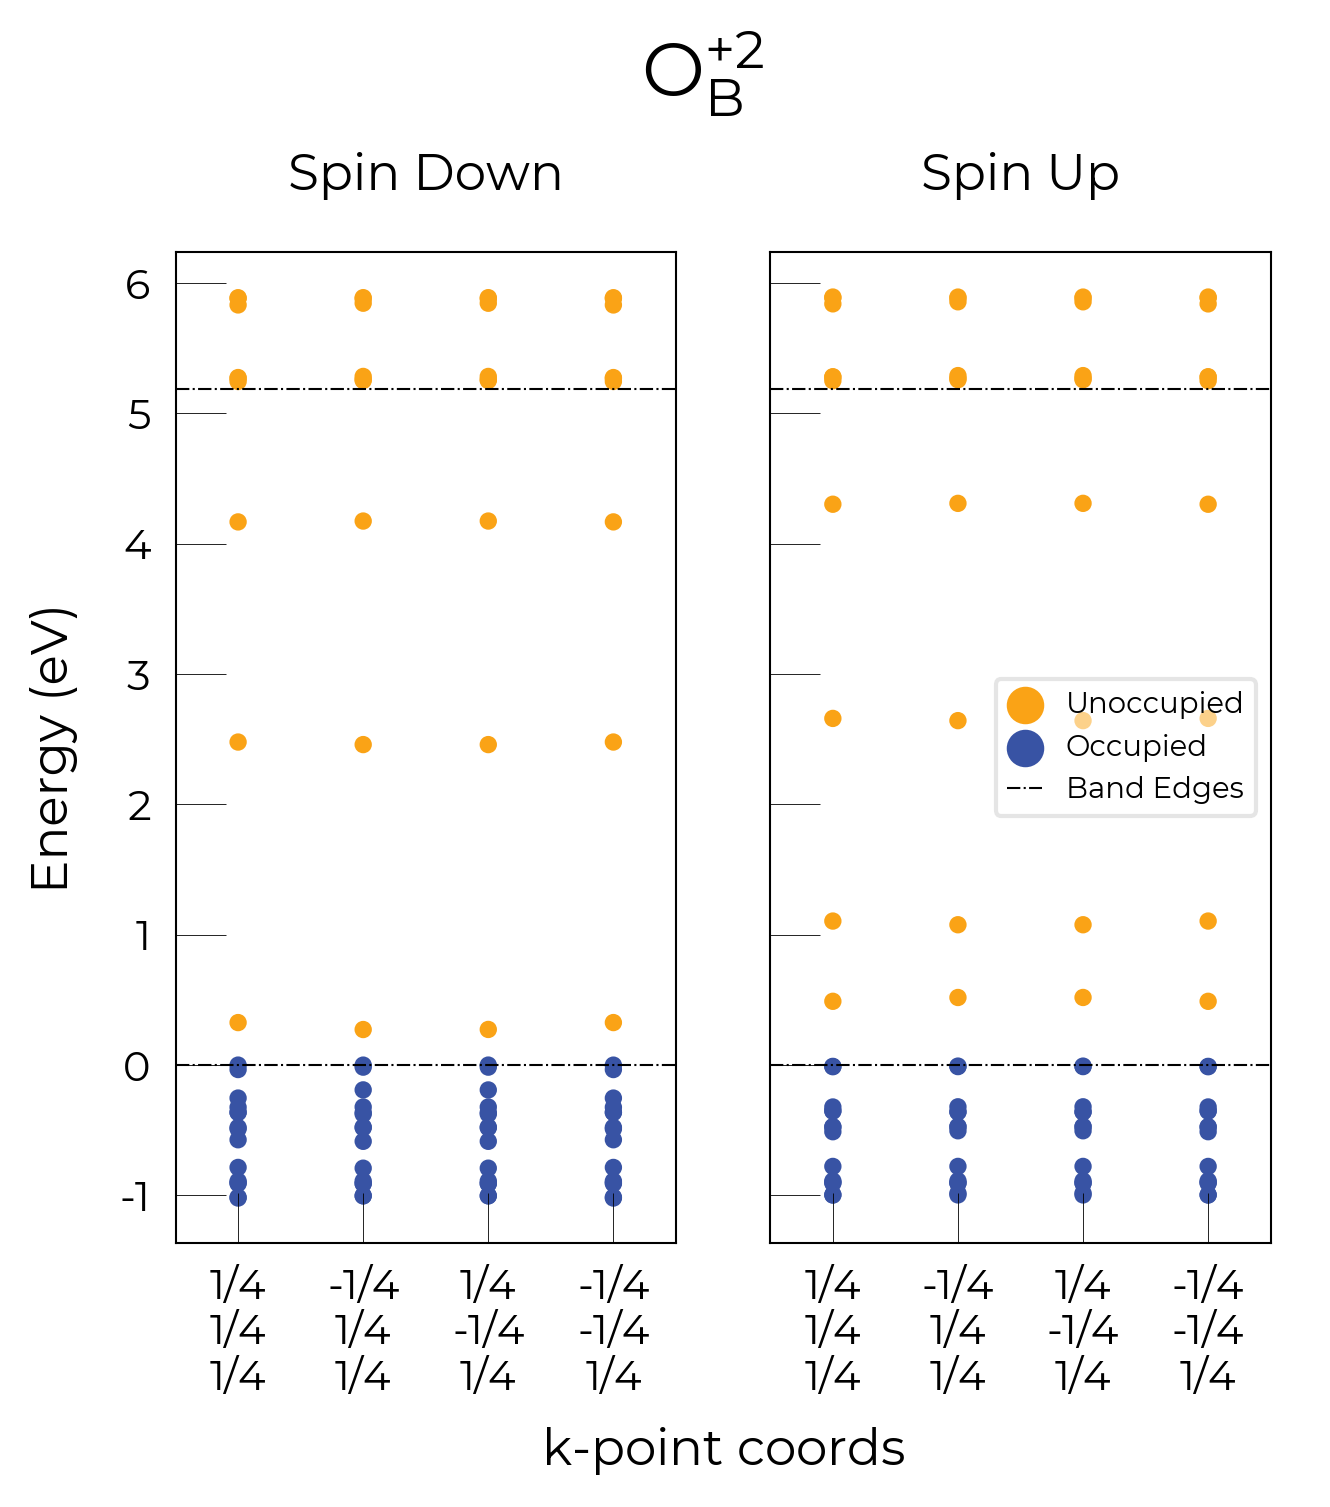 O+2B
Spin Down
Spin Up
6
5
4
3
2
1
0
-1
Energy (eV)
Unoccupied
Occupied
Band Edges
1/4 -1/4 1/4 -1/4 1/4 -1/4 1/4 -1/4
1/4 1/4 -1/4 -1/4 1/4 1/4 -1/4 -1/4
1/4 1/4 1/4 1/4 1/4 1/4 1/4 1/4
k-point coords